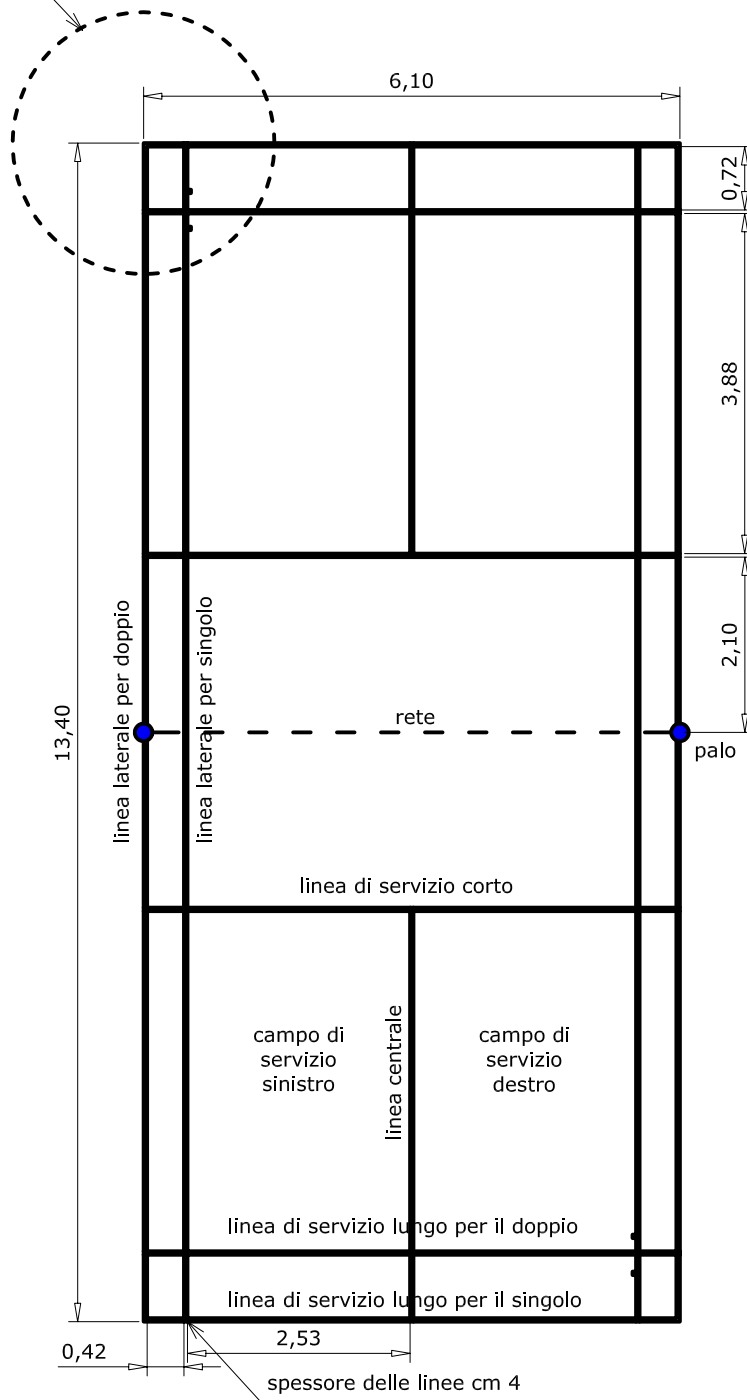 6,10
0,72
3,88
2,10
13,40
linea laterale per doppio
linea laterale per singolo
rete
palo
linea di servizio corto
campo di
servizio
sinistro
linea centrale
campo di
servizio
destro
linea di servizio lungo per il doppio
linea di servizio lungo per il singolo
0,42
2,53
spessore delle linee cm 4